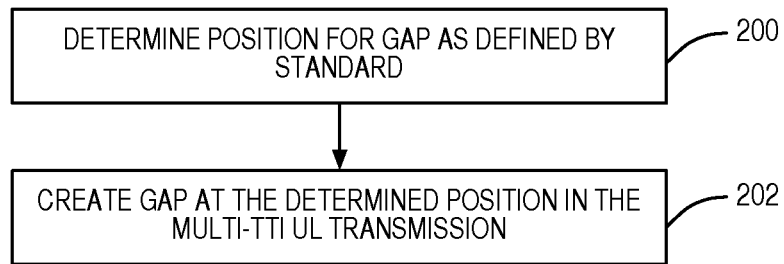 DETERMINE POSITION FOR GAP AS DEFINED BY
STANDARD
200
CREATE GAP AT THE DETERMINED POSITION IN THE
MULTI-TTI UL TRANSMISSION
202